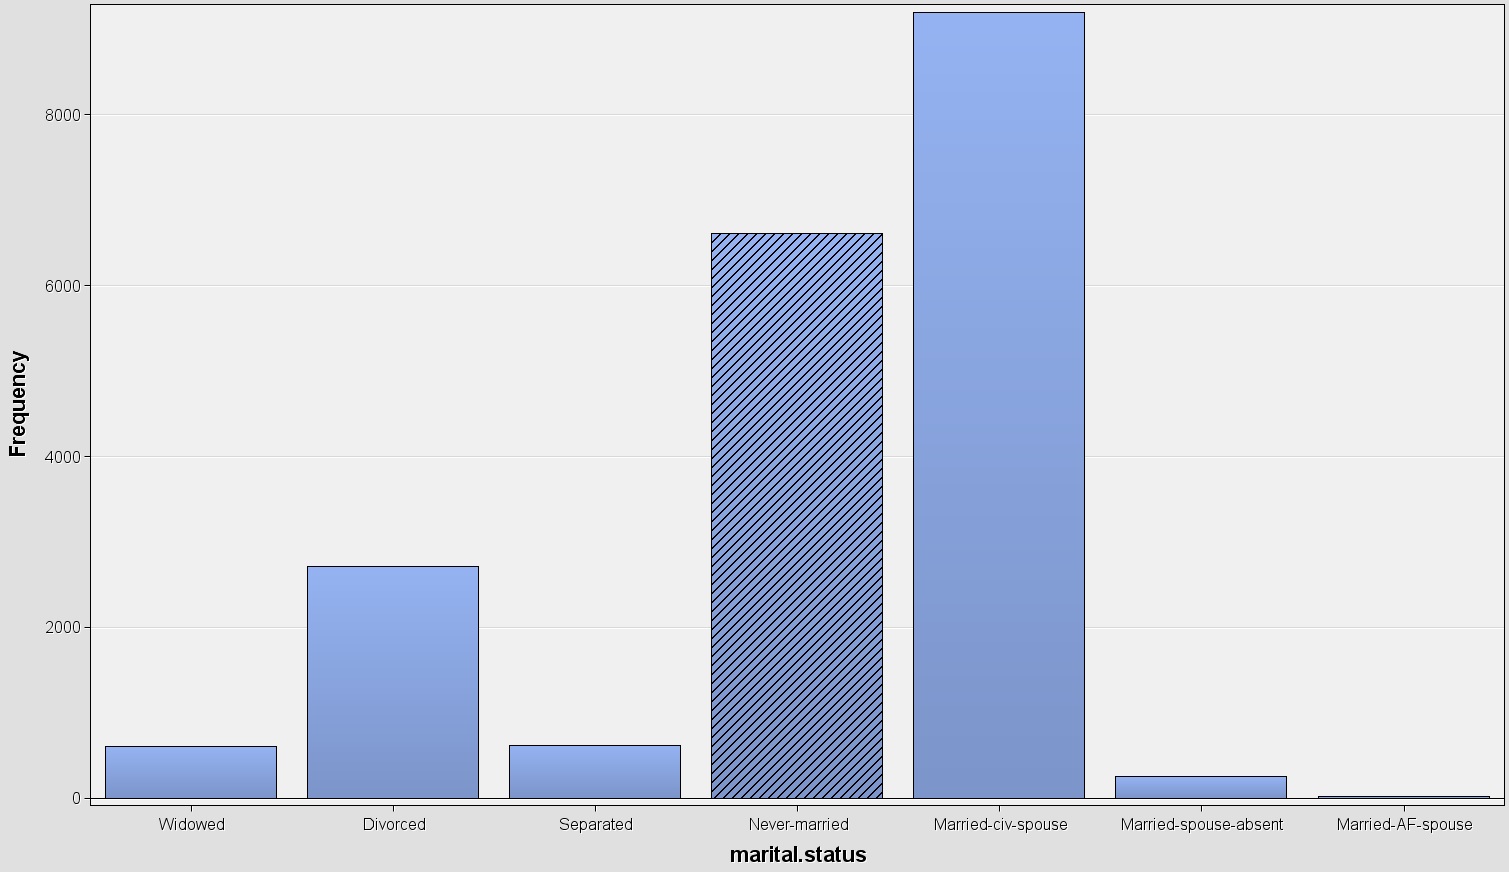 8000
6000
4000
2000
0
Frequency
Widowed Divorced Separated Never-married Married-civ-spouse Married-spouse-absent Married-AF-spouse
marital.status